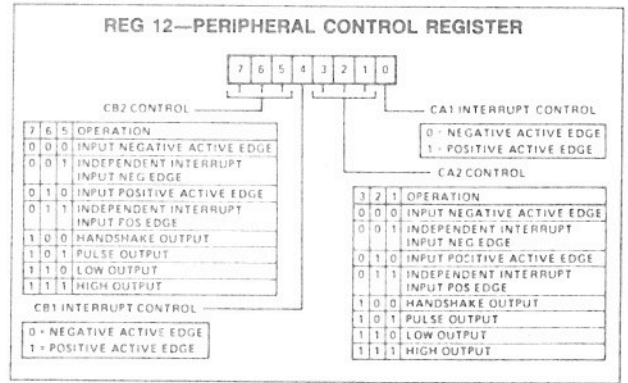 REG 12—PERIPHERAL CONTROL REGISTER
7 6 5 4 3 2 1 0
CB2 CONTROL
7 6 5 OPERATION
0 0 0 INPUT NEGATIVE ACTIVE EDGE
0 0 1 INDEPENDENT INTERRUPT
INPUT NEG EDGE
0 1 0 INPUT POSITIVE ACTIVE EDGE
0 1 1 INDEPENDENT INTERRUPT
INPUT POS EDGE
1 0 0 HANDSHAKE OUTPUT
1 0 1 PULSE OUTPUT
1 1 0 LOW OUTPUT
1 1 1 HIGH OUTPUT
CB1 INTERRUPT CONTROL
0 = NEGATIVE ACTIVE EDGE
1 = POSITIVE ACTIVE EDGE
CA1 INTERRUPT CONTROL
0 = NEGATIVE ACTIVE EDGE
1 = POSITIVE ACTIVE EDGE
CA2 CONTROL
3 2 1 OPERATION
0 0 0 INPUT NEGATIVE ACTIVE EDGE
0 0 1 INDEPENDENT INTERRUPT
INPUT NEG EDGE
0 1 0 INPUT POSITIVE ACTIVE EDGE
0 1 1 INDEPENDENT INTERRUPT
INPUT POS EDGE
1 0 0 HANDSHAKE OUTPUT
1 0 1 PULSE OUTPUT
1 1 0 LOW OUTPUT
1 1 1 HIGH OUTPUT